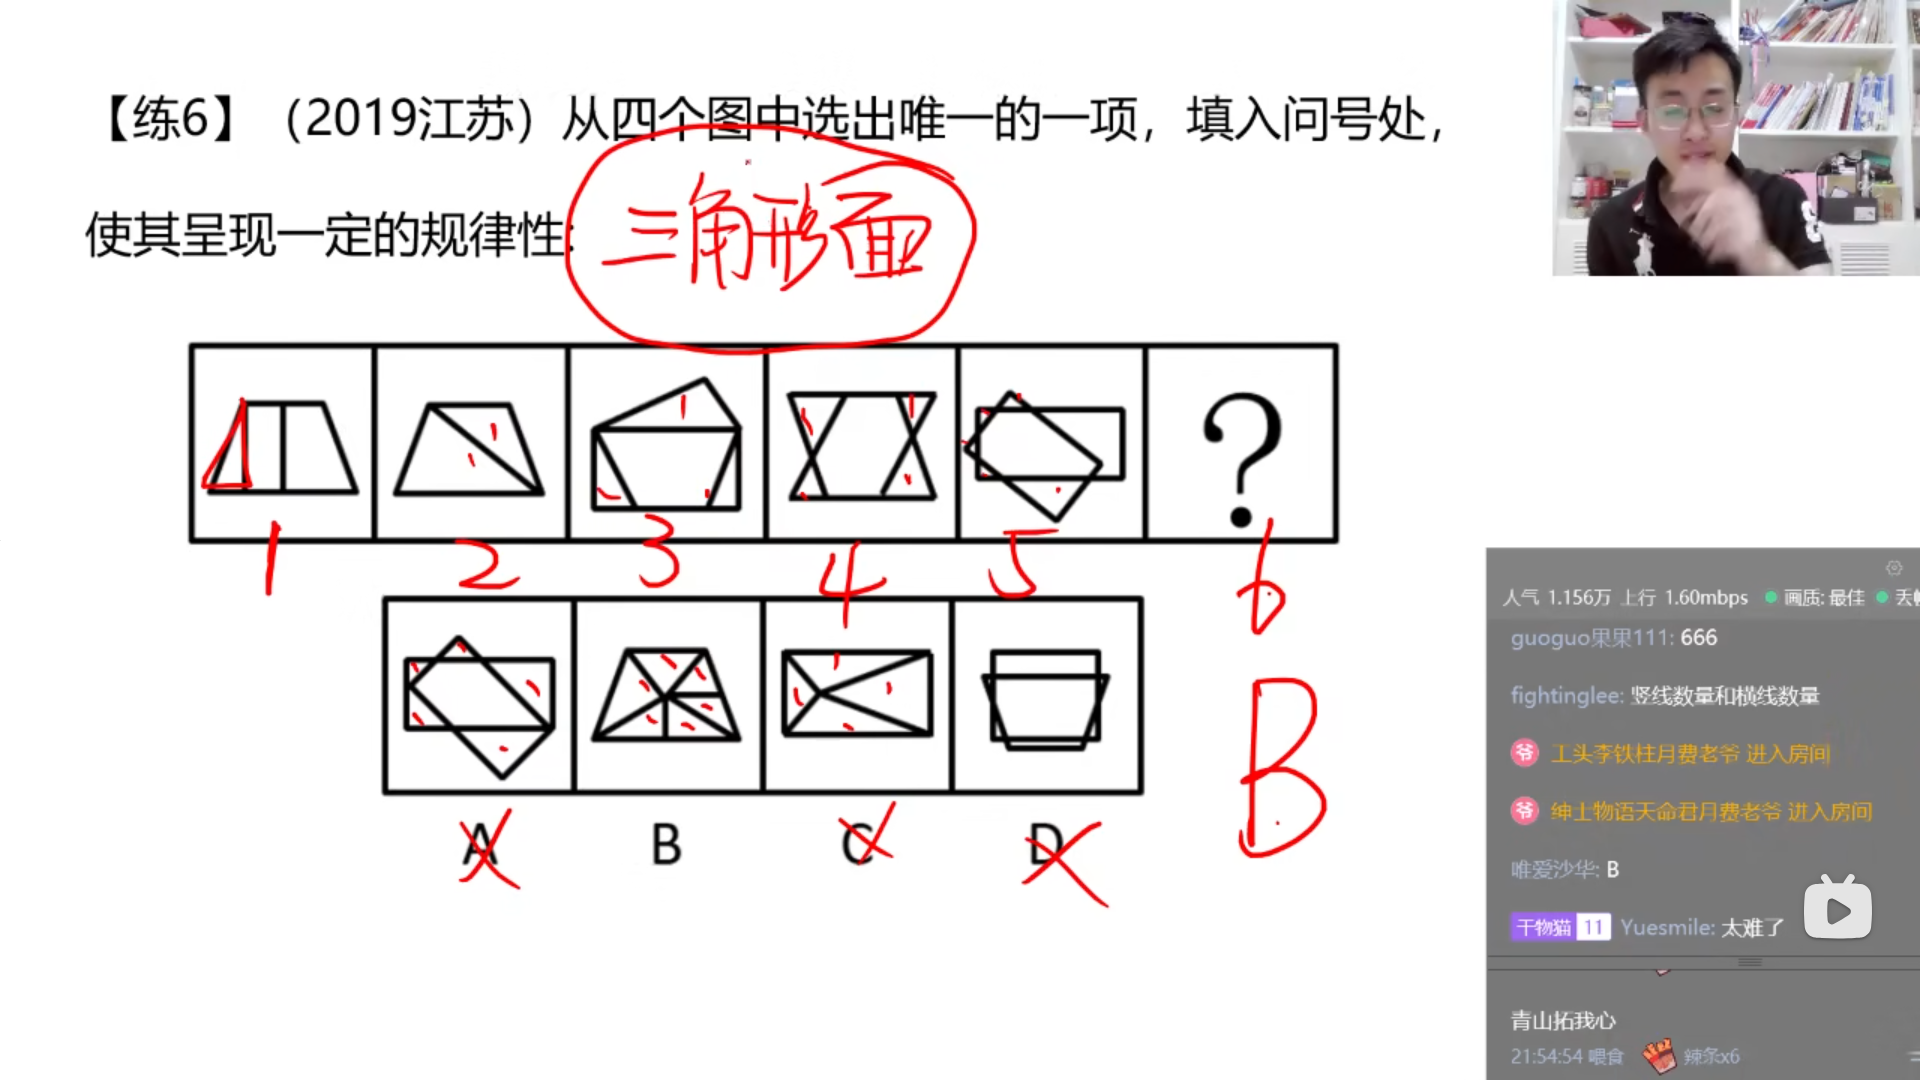 【练6】（2019江苏）从四个图中选出唯一的一项，填入问号处，
使其呈现一定的规律性:
三角形面
?
1 2 3 4 5 6
A B C D
B
人气 1.156万 上行 1.60mbps 画质: 最佳
guoguo果果111: 666
fightinglee: 竖线数量和横线数量
爷 工头李铁柱月费老爷 进入房间
爷 绅士物语天命君月费老爷 进入房间
唯爱沙华: B
干物猫 11 Yuesmile: 太难了
青山拓我心
21:54:54 喂食 辣条x6